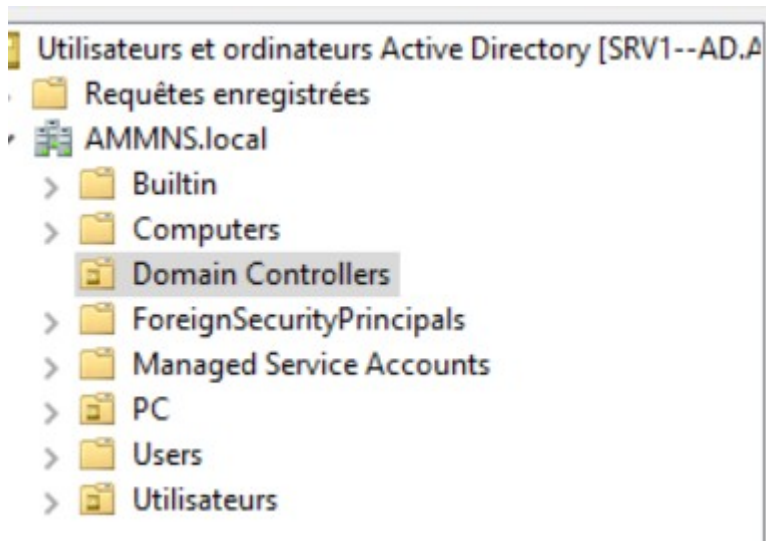 Utilisateurs et ordinateurs Active Directory [SRV1--AD.A
Requêtes enregistrées
AMMNS.local
Builtin
Computers
Domain Controllers
ForeignSecurityPrincipals
Managed Service Accounts
PC
Users
Utilisateurs